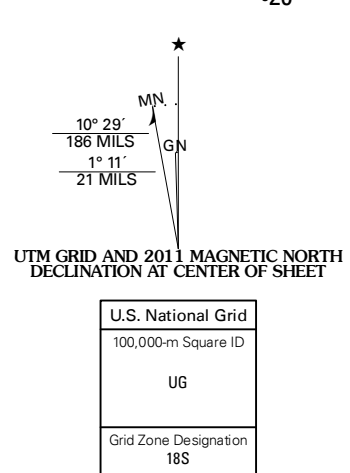 ★
MN
10° 29´
186 MILS
GN
1° 11´
21 MILS
UTM GRID AND 2011 MAGNETIC NORTH
DECLINATION AT CENTER OF SHEET
U.S. National Grid
100,000-m Square ID
UG
Grid Zone Designation
18S